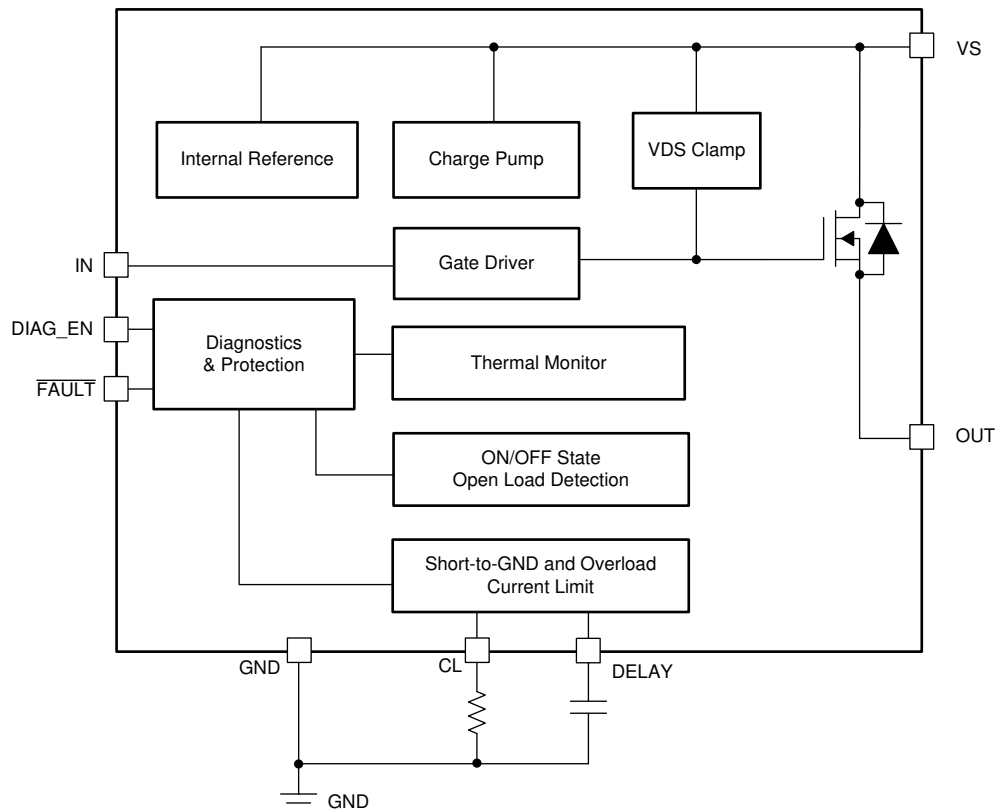 VS
Internal Reference
Charge Pump
VDS Clamp
IN
Gate Driver
DIAG_EN
Diagnostics
& Protection
Thermal Monitor
FAULT
OUT
ON/OFF State
Open Load Detection
Short-to-GND and Overload
Current Limit
GND
CL
DELAY
GND